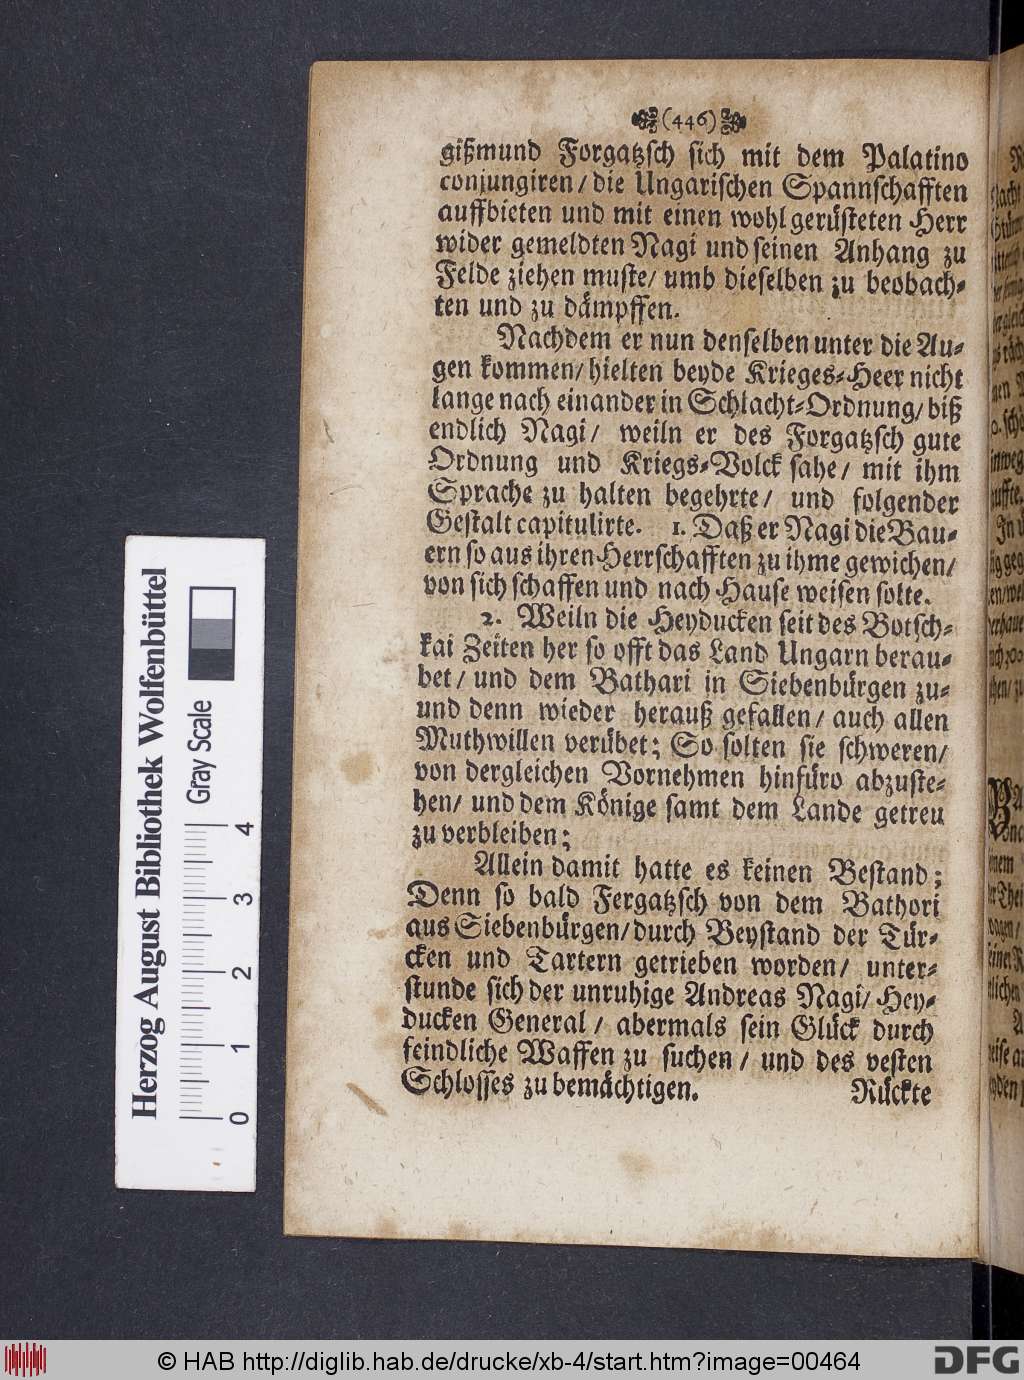 (446)
gißmund Forgatzsch sich mit dem Palatino
conjungiren/ die Ungarischen Spannschafften
auffbieten und mit einen wohl gerüsteten Herr
wider gemeldten Nagi und seinen Anhang zu
Felde ziehen muste/ umb dieselben zu beobach-
ten und zu dämpffen.
Nachdem er nun denselben unter die Au-
gen kommen/ hielten beyde Krieges-Heer nicht
lange nach einander in Schlacht-Ordnung/ biß
endlich Nagi/ weiln er des Forgatzsch gute
Ordnung und Kriegs-Volck sahe/ mit ihm
Sprache zu halten begehrte/ und folgender
Gestalt capitulirte. 1. Daß er Nagi die Bau-
ern so aus ihren Herrschafften zu ihme gewichen/
von sich schaffen und nach Hause weisen solte.
2. Weiln die Heyducken seit des Botsch-
kai Zeiten her so offt das Land Ungarn berau-
bet/ und dem Bathari in Siebenbürgen zu-
und denn wieder herauß gefallen/ auch allen
Muthwillen verübet; So solten sie schweren/
von dergleichen Vornehmen hinfüro abzuste-
hen/ und dem Könige samt dem Lande getreu
zu verbleiben;
Allein damit hatte es keinen Bestand;
Denn so bald Fergatzsch von dem Bathori
aus Siebenbürgen/ durch Beystand der Tür-
cken und Tartern getrieben worden/ unter-
stunde sich der unruhige Andreas Nagi/ Hey-
ducken General/ abermals sein Glück durch
feindliche Waffen zu suchen/ und des vesten
Schlosses zu bemächtigen. Rückte
Herzog August Bibliothek Wolfenbüttel
Gray Scale
0 1 2 3 4
© HAB http://diglib.hab.de/drucke/xb-4/start.htm?image=00464
DFG